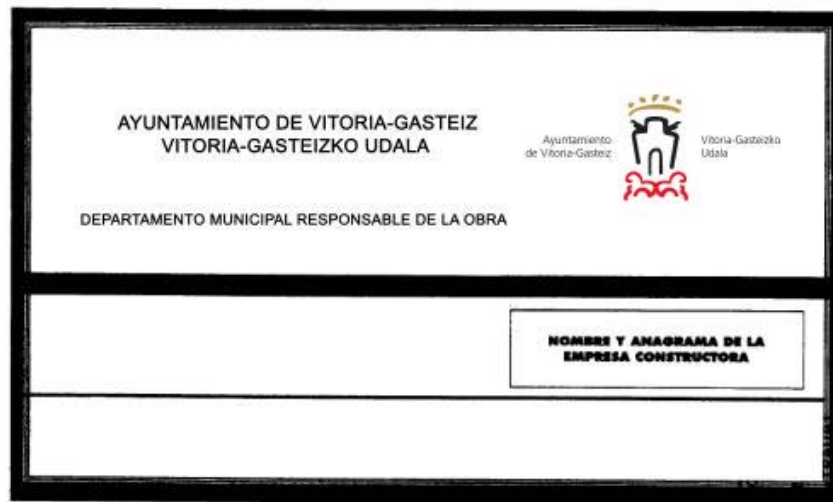 AYUNTAMIENTO DE VITORIA-GASTEIZ
VITORIA-GASTEIZKO UDALA
Ayuntamiento
de Vitoria-Gasteiz
Vitoria-Gasteizko
Udala
DEPARTAMENTO MUNICIPAL RESPONSABLE DE LA OBRA
NOMBRE Y ANAGRAMA DE LA
EMPRESA CONSTRUCTORA